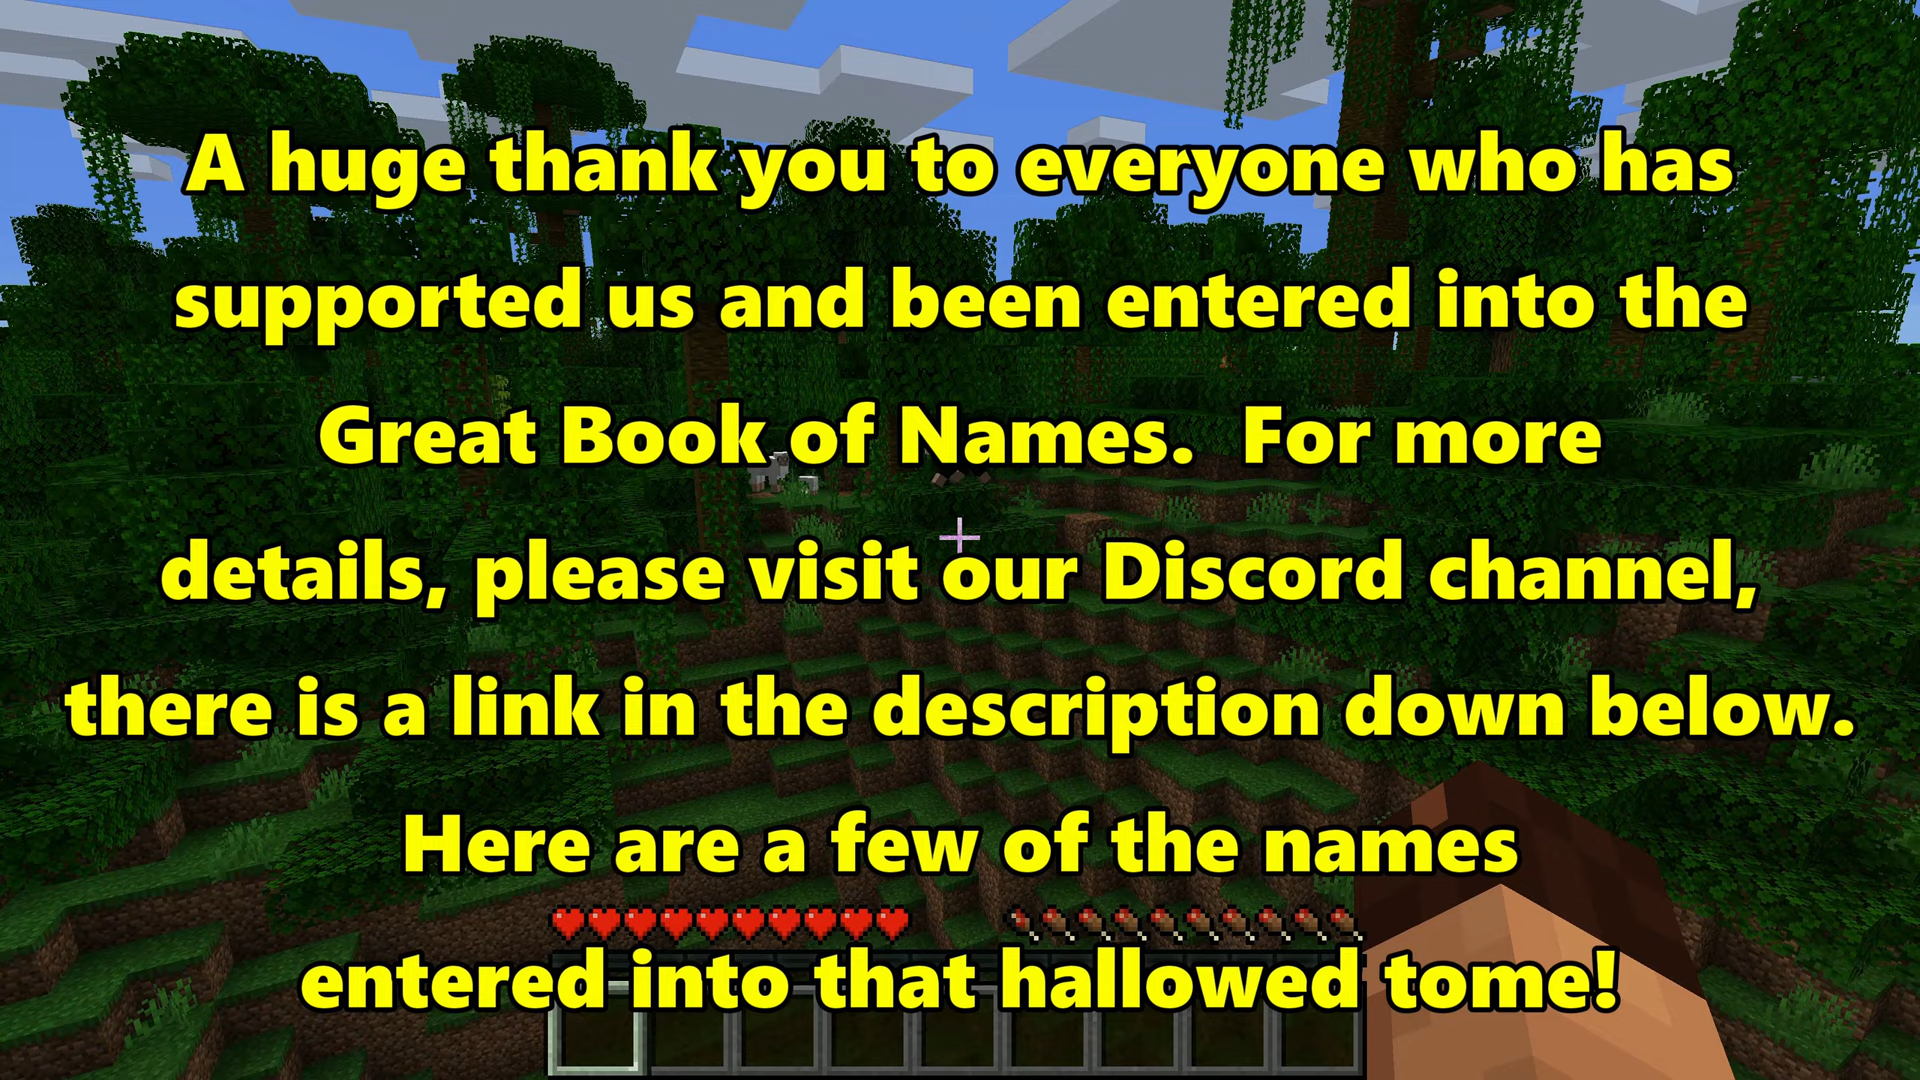 A huge thank you to everyone who has
supported us and been entered into the
Great Book of Names.  For more
details, please visit our Discord channel,
there is a link in the description down below.
Here are a few of the names
entered into that hallowed tome!